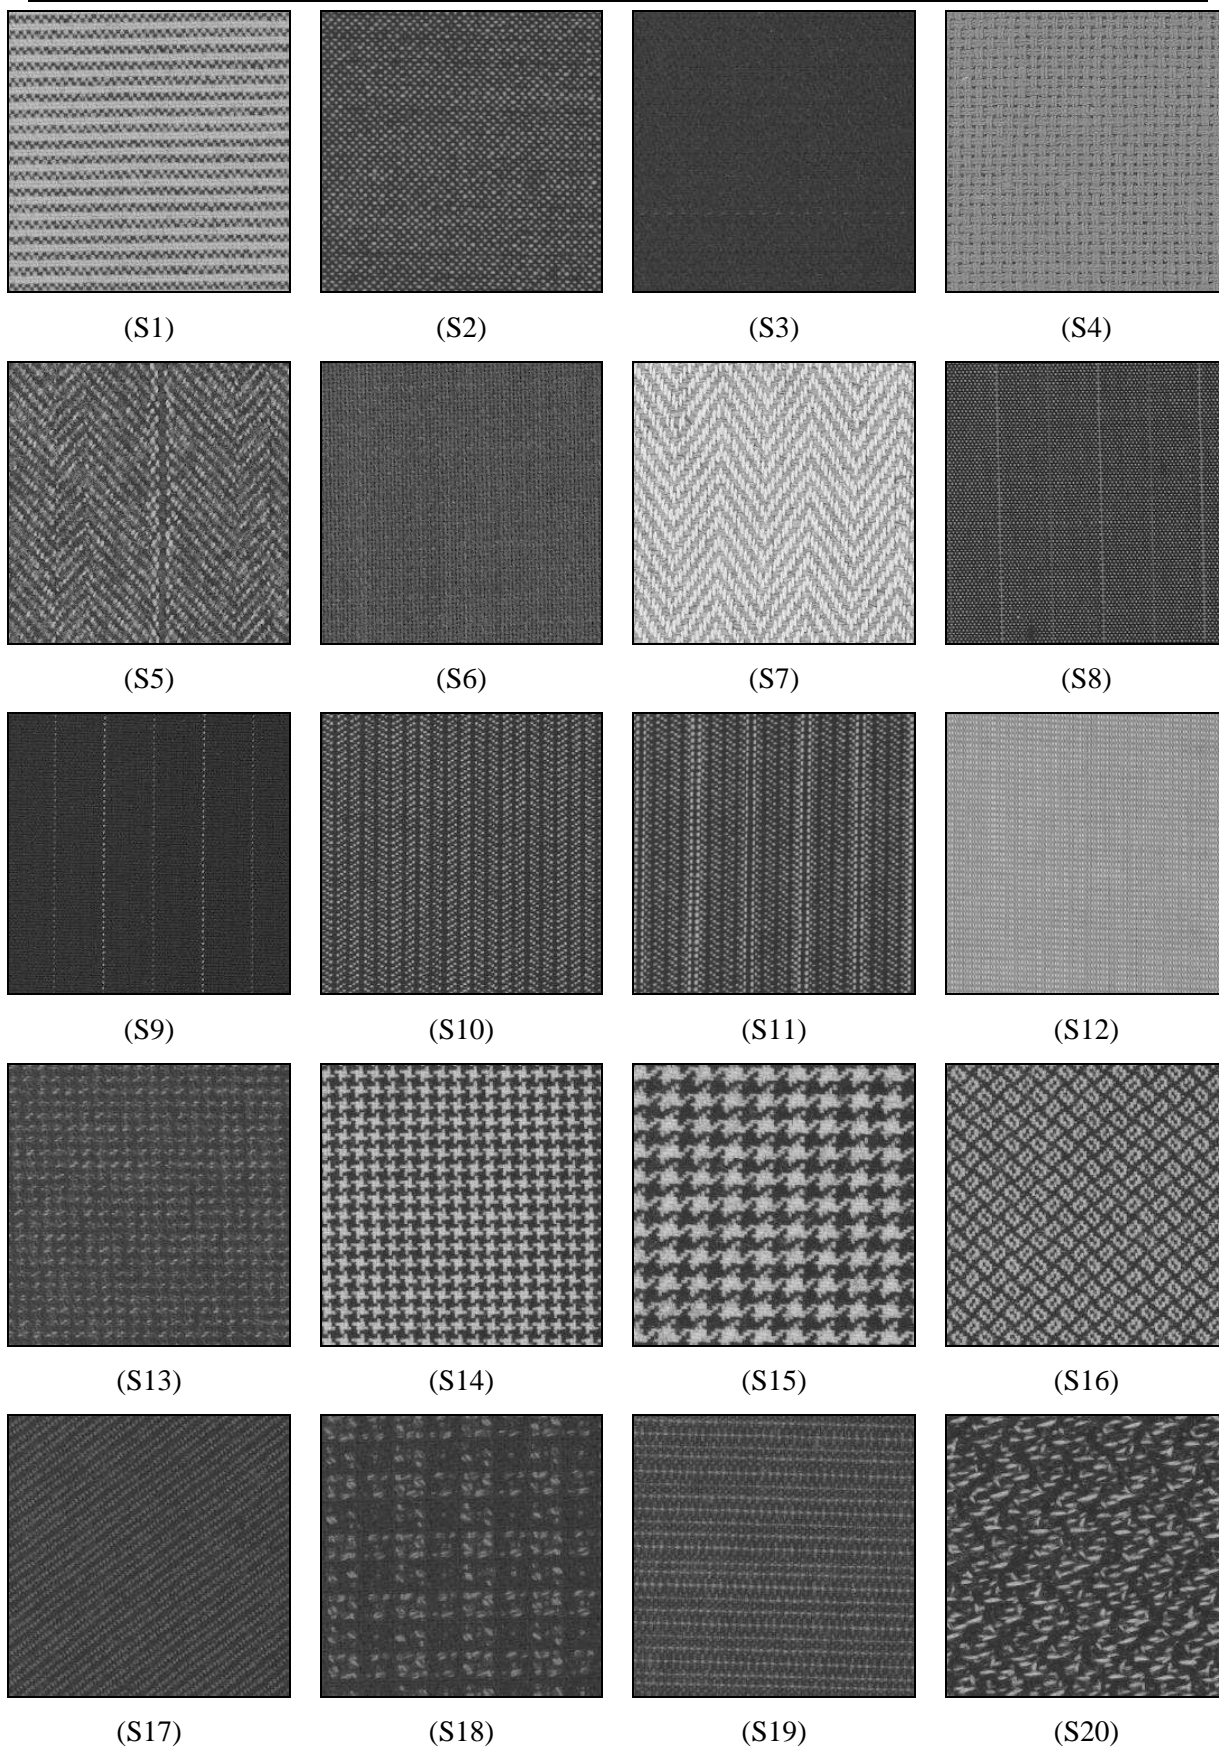 (S1) (S2) (S3) (S4)
(S5) (S6) (S7) (S8)
(S9) (S10) (S11) (S12)
(S13) (S14) (S15) (S16)
(S17) (S18) (S19) (S20)